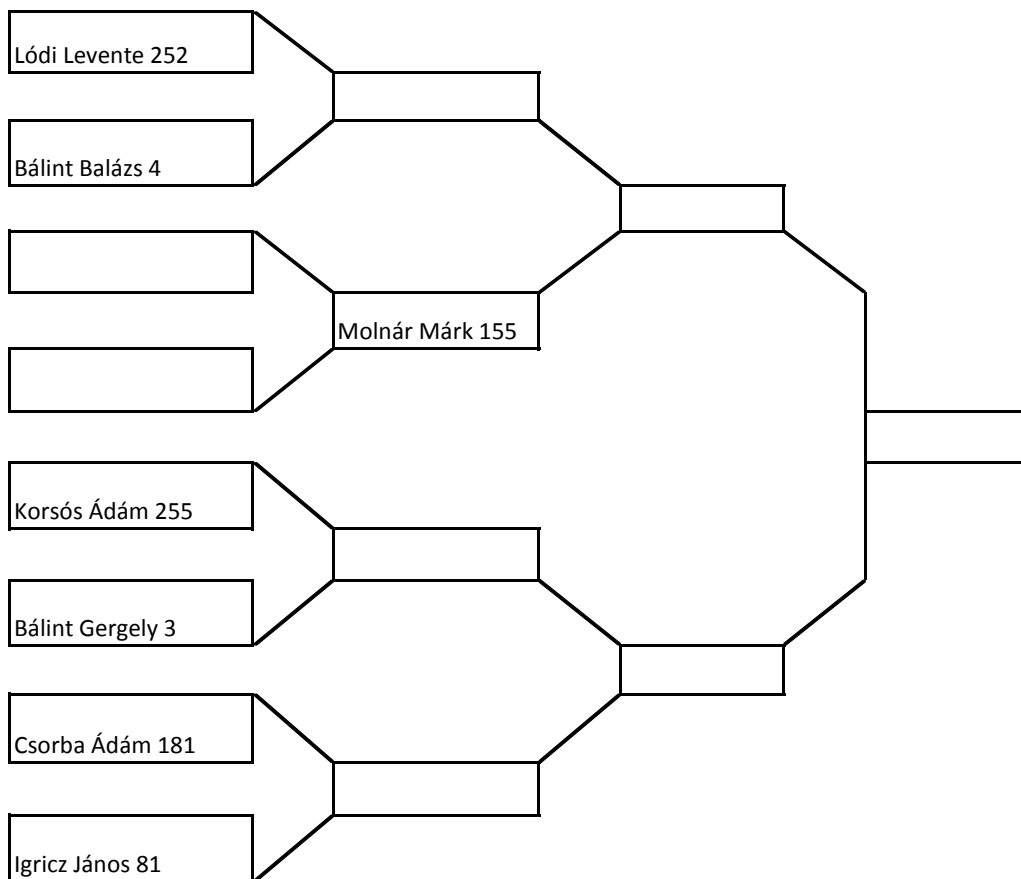 Lódi Levente 252
Bálint Balázs 4
Molnár Márk 155
Korsós Ádám 255
Bálint Gergely 3
Csorba Ádám 181
Igricz János 81